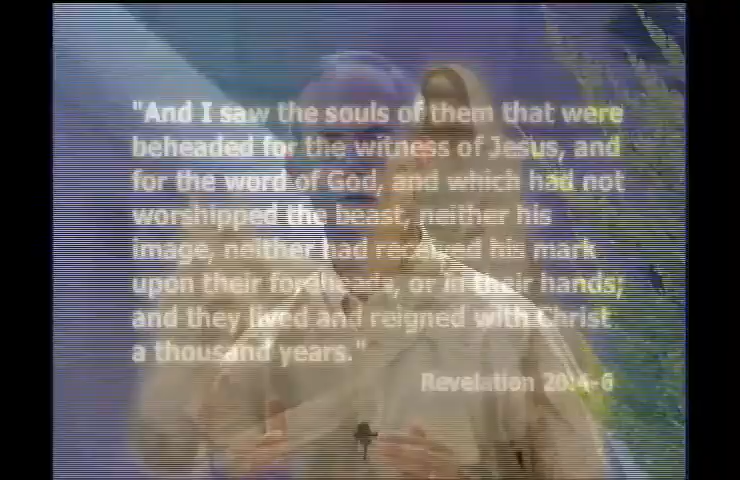 "And I saw the souls of them that were
beheaded for the witness of Jesus, and
for the word of God, and which had not
worshipped the beast, neither his
image, neither had received his mark
upon their foreheads, or in their hands;
and they lived and reigned with Christ
a thousand years."
Revelation 20:4-6